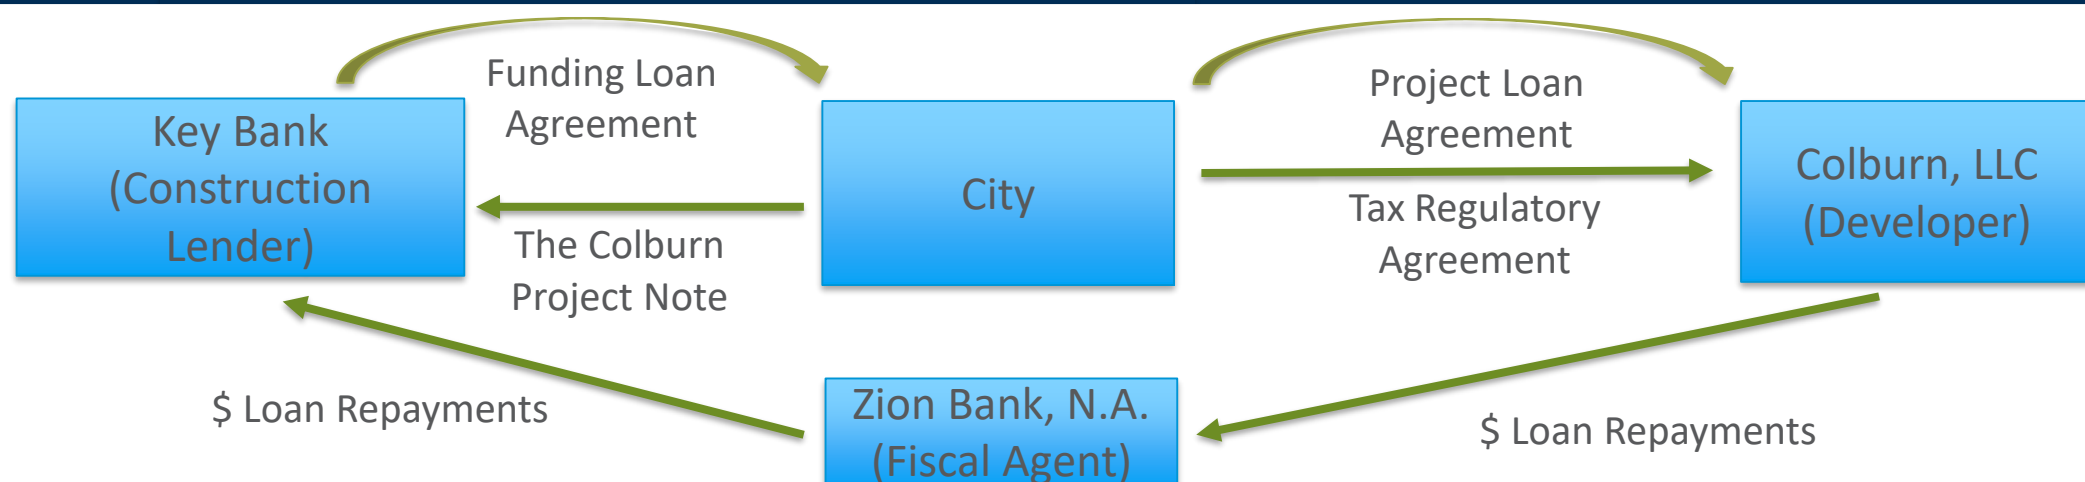 Funding Loan
Agreement
Project Loan
Agreement
Key Bank
(Construction
Lender)
City
Colburn, LLC
(Developer)
The Colburn
Project Note
Tax Regulatory
Agreement
$ Loan Repayments
Zion Bank, N.A.
(Fiscal Agent)
$ Loan Repayments